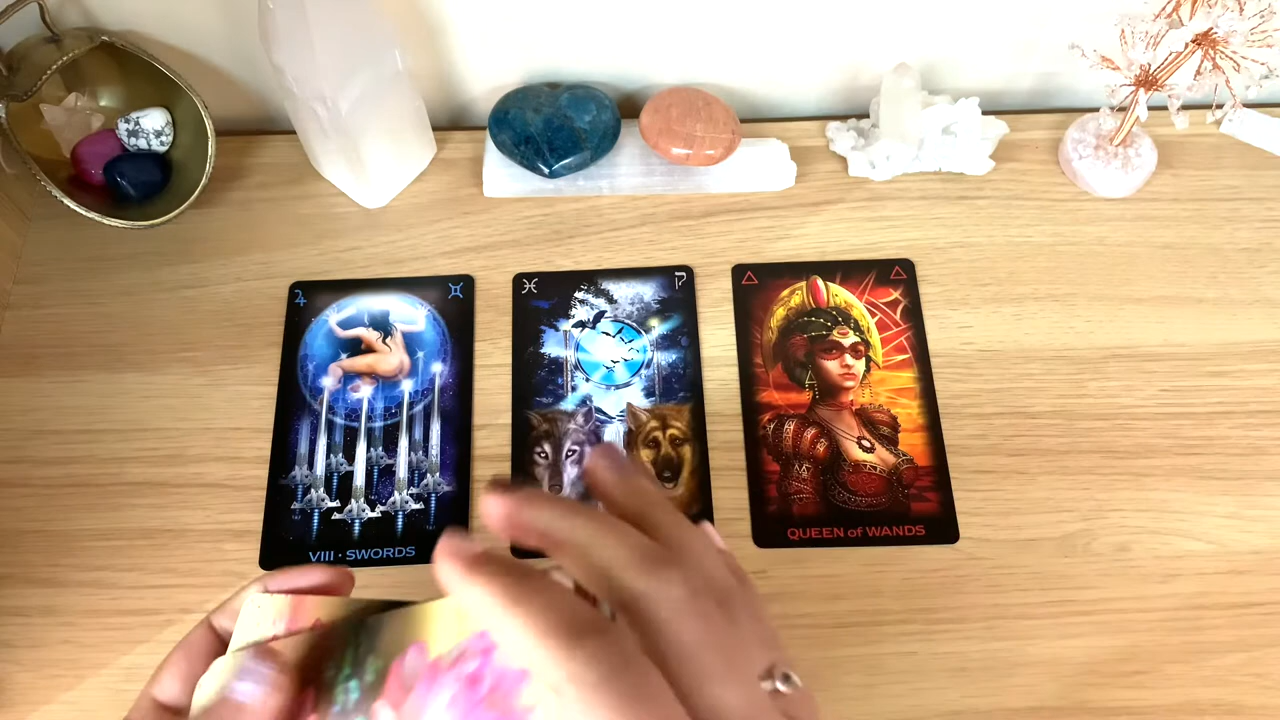 ♃ ♊
VIII · SWORDS
♓ ק
🜂 🜂
QUEEN of WANDS